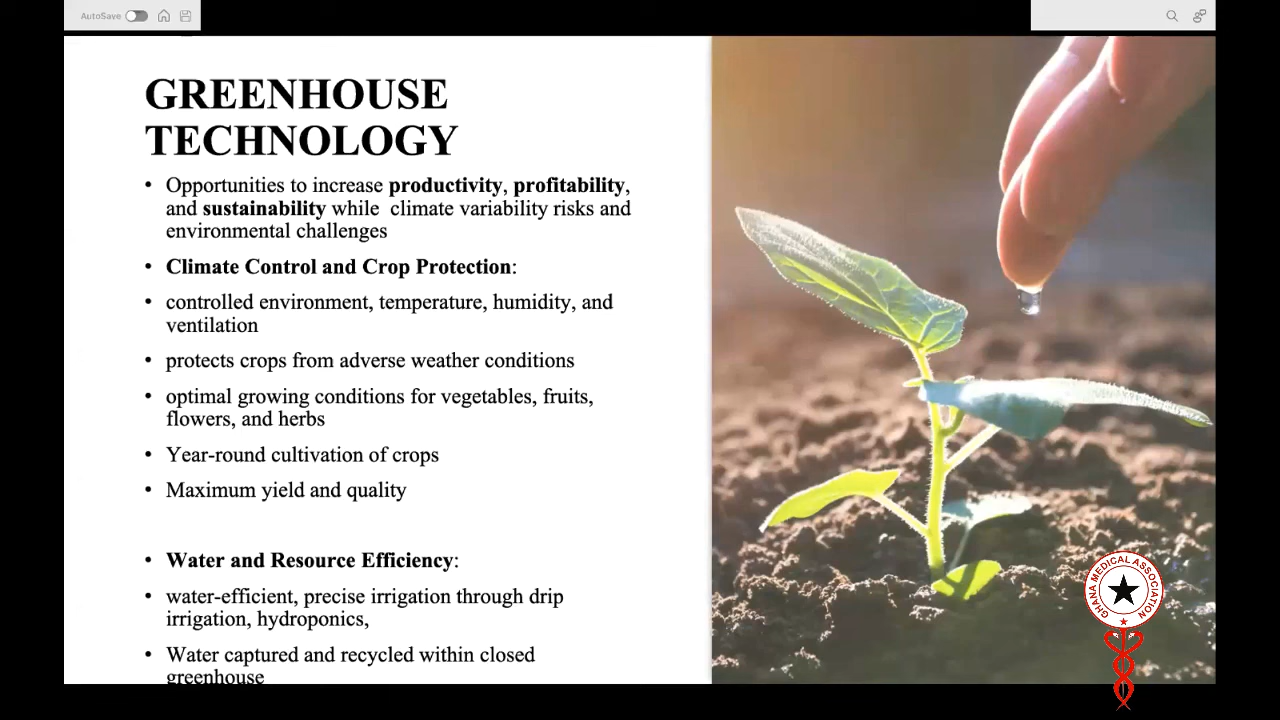 AutoSave
GREENHOUSE
TECHNOLOGY
• Opportunities to increase productivity, profitability,
and sustainability while climate variability risks and
environmental challenges
• Climate Control and Crop Protection:
• controlled environment, temperature, humidity, and
ventilation
• protects crops from adverse weather conditions
• optimal growing conditions for vegetables, fruits,
flowers, and herbs
• Year-round cultivation of crops
• Maximum yield and quality
• Water and Resource Efficiency:
• water-efficient, precise irrigation through drip
irrigation, hydroponics,
• Water captured and recycled within closed
greenhouse
GHANA MEDICAL ASSOCIATION